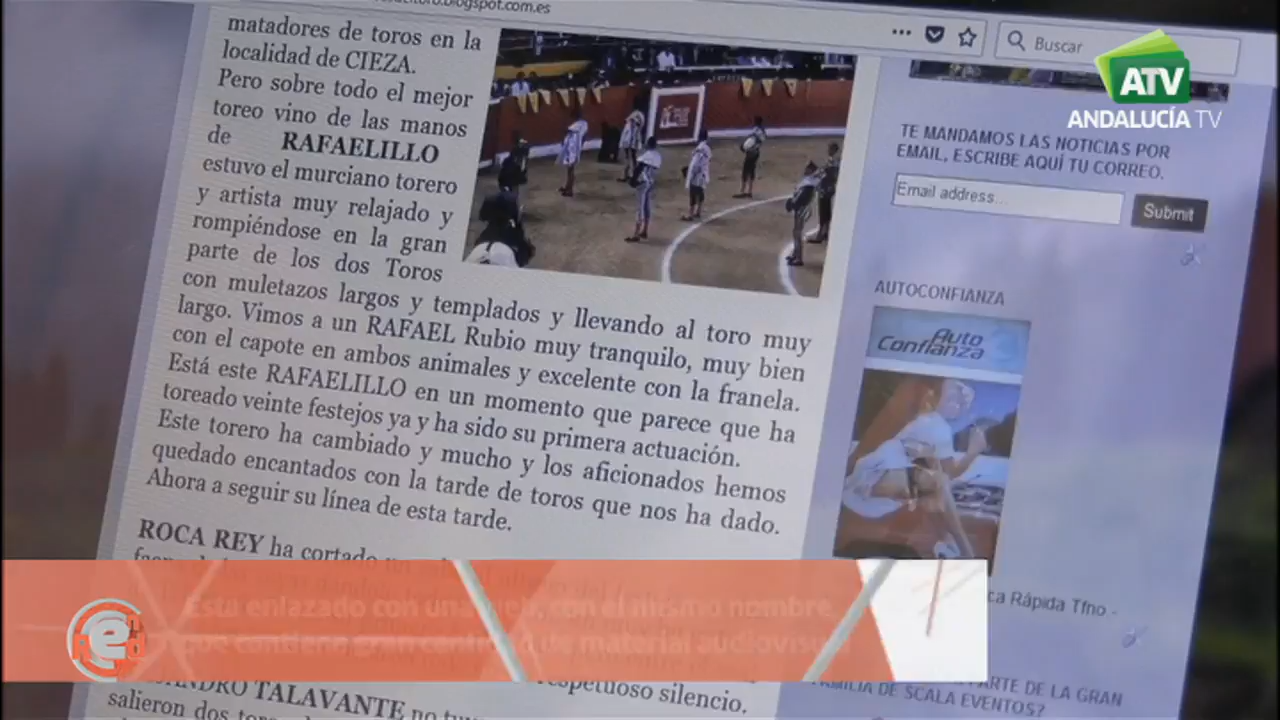 blogspot.com.es
Buscar
ATV
ANDALUCÍA TV
matadores de toros en la
localidad de CIEZA.
Pero sobre todo el mejor
toreo vino de las manos
de RAFAELILLO
estuvo el murciano torero
y artista muy relajado y
rompiéndose en la gran
parte de los dos Toros
con muletazos largos y templados y llevando al toro muy
largo. Vimos a un RAFAEL Rubio muy tranquilo, muy bien
con el capote en ambos animales y excelente con la franela.
Está este RAFAELILLO en un momento que parece que ha
toreado veinte festejos ya y ha sido su primera actuación.
Este torero ha cambiado y mucho y los aficionados hemos
quedado encantados con la tarde de toros que nos ha dado.
Ahora a seguir su línea de esta tarde.
ROCA REY ha cortado
TALAVANTE no
respetuoso silencio.
salieron dos
TE MANDAMOS LAS NOTICIAS POR
EMAIL, ESCRIBE AQUÍ TU CORREO.
Email address...
Submit
AUTOCONFIANZA
Auto
Confianza
Rápida Tfno -
PARTE DE LA GRAN
FAMILIA DE SCALA EVENTOS?
Está enlazado con una web, con el mismo nombre
que contiene gran de material